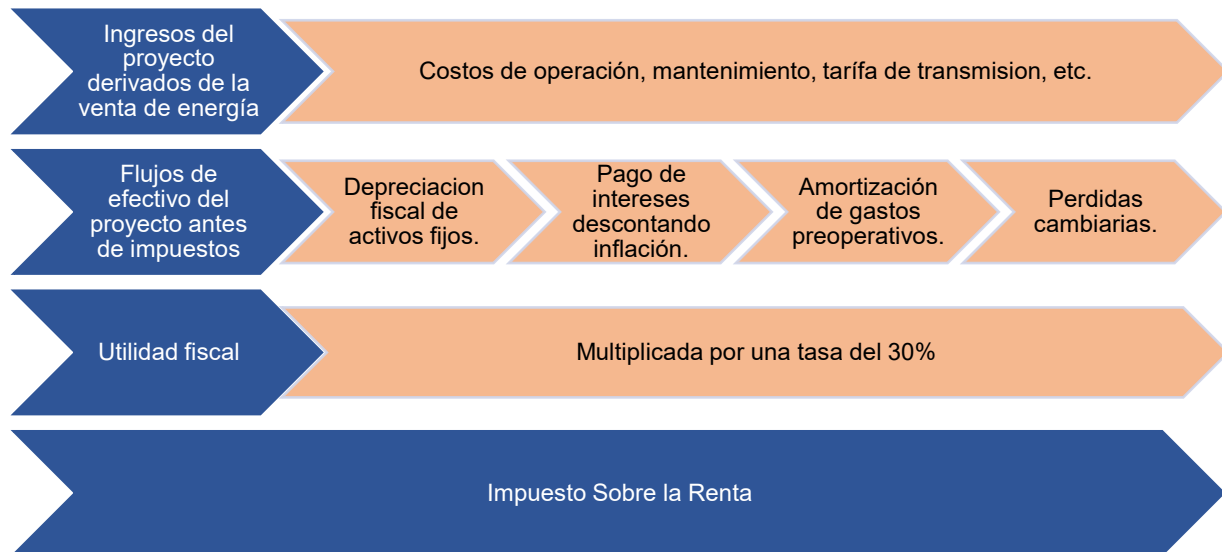 Ingresos del
proyecto
derivados de la
venta de energía
Costos de operación, mantenimiento, tarífa de transmision, etc.
Flujos de
efectivo del
proyecto antes
de impuestos
Depreciacion
fiscal de
activos fijos.
Pago de
intereses
descontando
inflación.
Amortización
de gastos
preoperativos.
Perdidas
cambiarias.
Utilidad fiscal
Multiplicada por una tasa del 30%
Impuesto Sobre la Renta